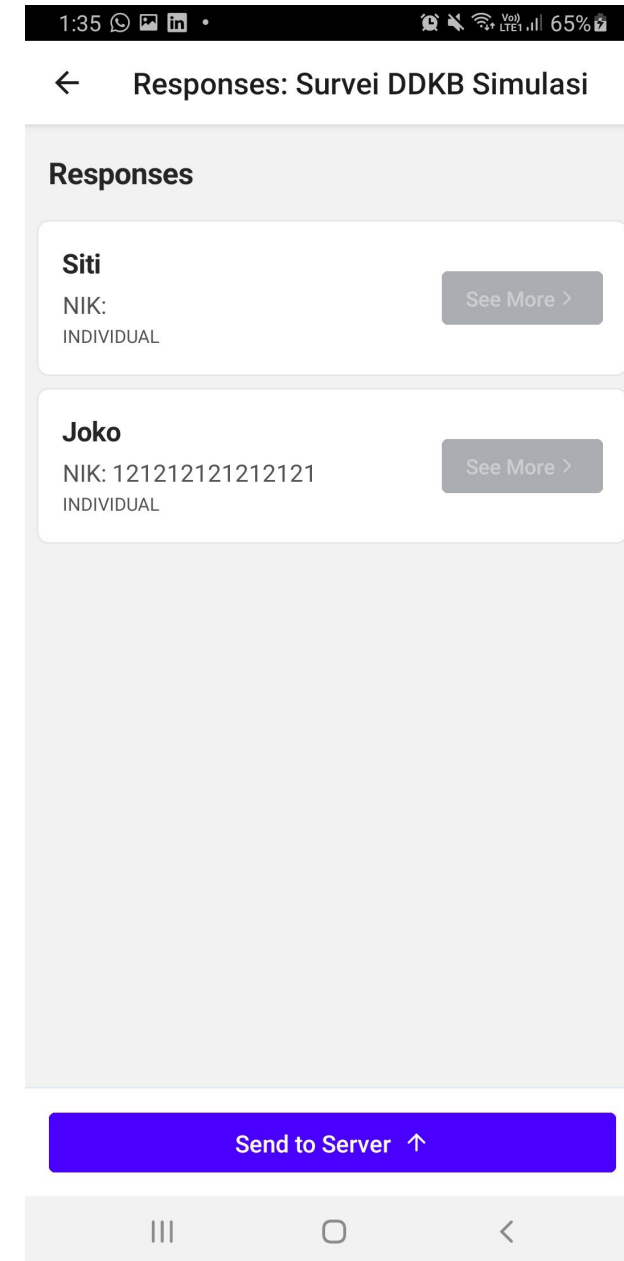 1:35 65%
Responses: Survei DDKB Simulasi
Responses
Siti
NIK:
INDIVIDUAL
See More
Joko
NIK: 121212121212121
INDIVIDUAL
See More
Send to Server